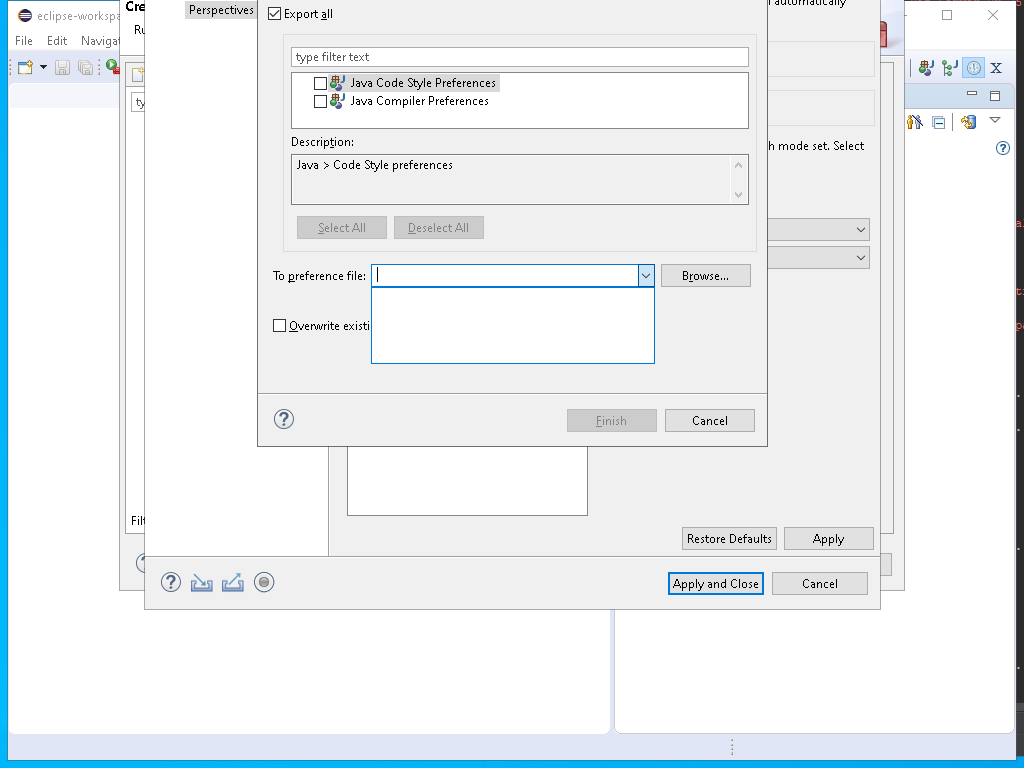 eclipse-workspa
Cre
Perspectives
Export all
automatically
File Edit Navigat
Ru
type filter text
Java Code Style Preferences
Java Compiler Preferences
ty
Description:
h mode set. Select
Java > Code Style preferences
Select All
Deselect All
To preference file:
Browse...
Overwrite existi
Finish
Cancel
Filt
Restore Defaults
Apply
Apply and Close
Cancel